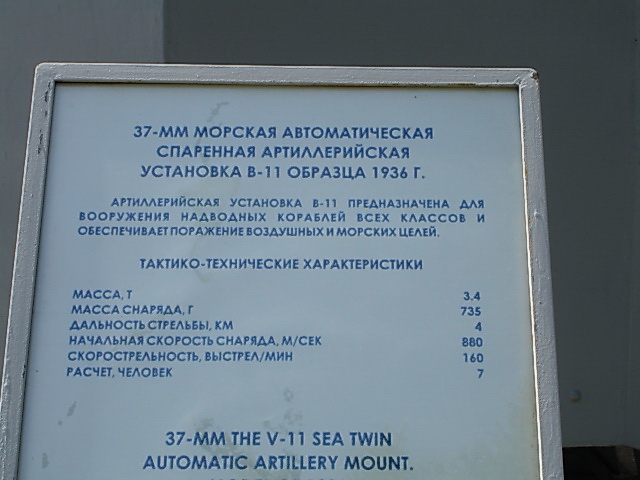 37-ММ МОРСКАЯ АВТОМАТИЧЕСКАЯ
СПАРЕННАЯ АРТИЛЛЕРИЙСКАЯ
УСТАНОВКА В-11 ОБРАЗЦА 1936 Г.
АРТИЛЛЕРИЙСКАЯ УСТАНОВКА В-11 ПРЕДНАЗНАЧЕНА ДЛЯ
ВООРУЖЕНИЯ НАДВОДНЫХ КОРАБЛЕЙ ВСЕХ КЛАССОВ И
ОБЕСПЕЧИВАЕТ ПОРАЖЕНИЕ ВОЗДУШНЫХ И МОРСКИХ ЦЕЛЕЙ.
ТАКТИКО-ТЕХНИЧЕСКИЕ ХАРАКТЕРИСТИКИ
МАССА, Т 3.4
МАССА СНАРЯДА, Г 735
ДАЛЬНОСТЬ СТРЕЛЬБЫ, КМ 4
НАЧАЛЬНАЯ СКОРОСТЬ СНАРЯДА, М/СЕК 880
СКОРОСТРЕЛЬНОСТЬ, ВЫСТРЕЛ/МИН 160
РАСЧЕТ, ЧЕЛОВЕК 7
37-MM THE V-11 SEA TWIN
AUTOMATIC ARTILLERY MOUNT.